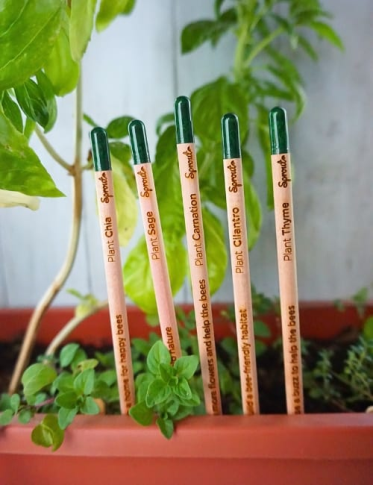 Sprout
Plant Chia
for happy bees
Sprout
Plant Sage
nature
Sprout
Plant Carnation
flowers and help the bees
Sprout
Plant Cilantro
a bee-friendly habitat
Sprout
Plant Thyme
a buzz to help the bees